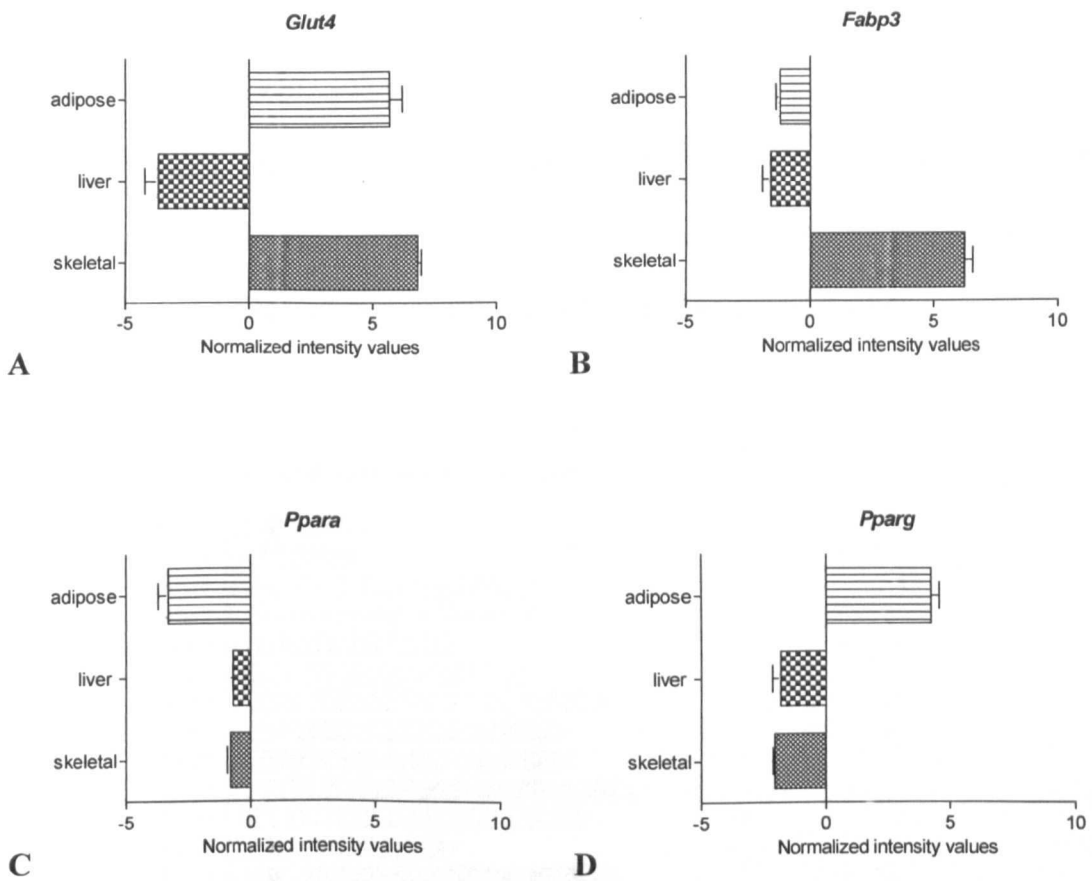 Glut4
adipose
liver
skeletal
-5 0 5 10
Normalized intensity values
A
Fabp3
adipose
liver
skeletal
-5 0 5 10
Normalized intensity values
B
Ppara
adipose
liver
skeletal
-5 0 5 10
Normalized intensity values
C
Pparg
adipose
liver
skeletal
-5 0 5 10
Normalized intensity values
D